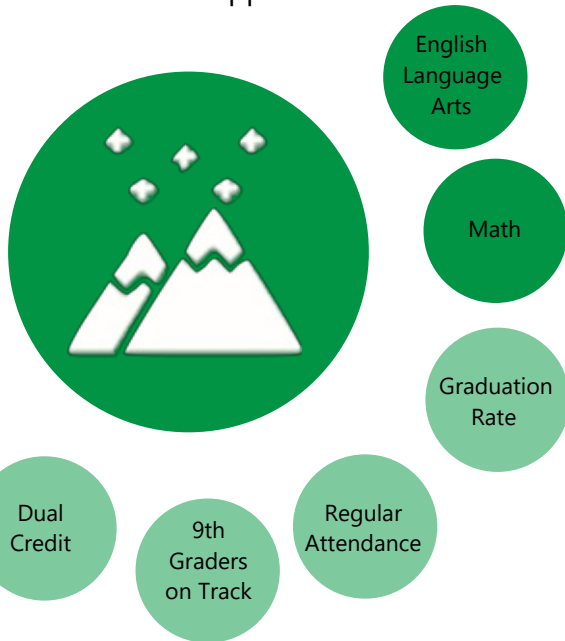 English
Language
Arts
Math
Graduation
Rate
Regular
Attendance
9th
Graders
on Track
Dual
Credit